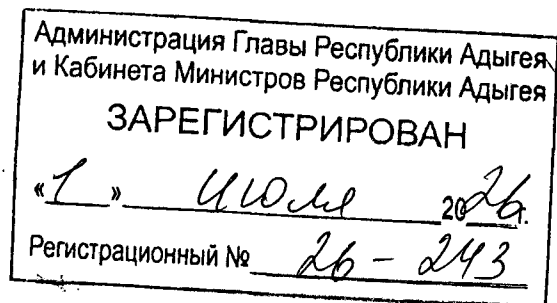 Администрация Главы Республики Адыгея
и Кабинета Министров Республики Адыгея
ЗАРЕГИСТРИРОВАН
«1» июля 2026г.
Регистрационный № 26 - 243